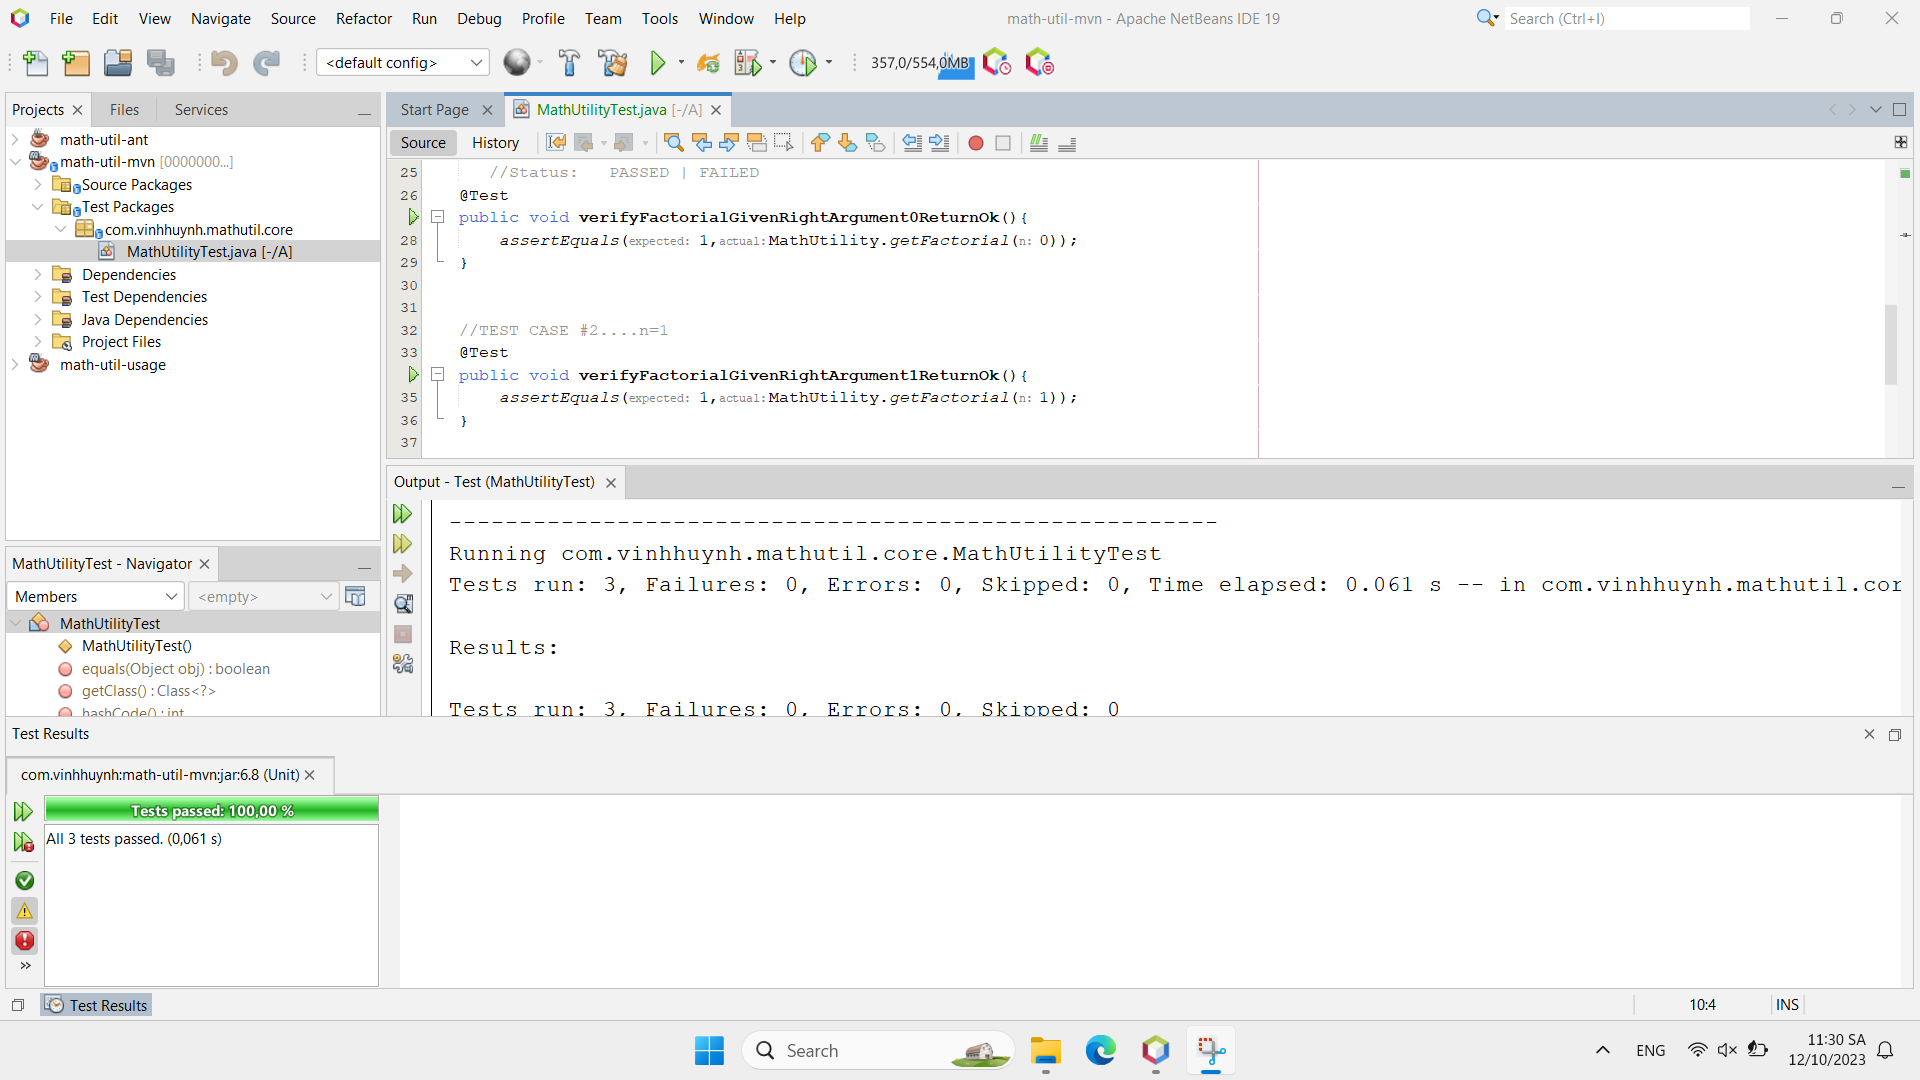 File Edit View Navigate Source Refactor Run Debug Profile Team Tools Window Help
math-util-mvn - Apache NetBeans IDE 19
Search (Ctrl+I)
<default config>
357,0/554,0MB
Projects Files Services
math-util-ant
math-util-mvn [0000000...]
Source Packages
Test Packages
com.vinhhuynh.mathutil.core
MathUtilityTest.java [-/A]
Dependencies
Test Dependencies
Java Dependencies
Project Files
math-util-usage
Start Page MathUtilityTest.java [-/A]
Source History
25 //Status: PASSED | FAILED
26 @Test
public void verifyFactorialGivenRightArgument0ReturnOk(){
28 assertEquals(expected: 1,actual:MathUtility.getFactorial(n: 0));
29 }
30
31
32 //TEST CASE #2....n=1
33 @Test
public void verifyFactorialGivenRightArgument1ReturnOk(){
35 assertEquals(expected: 1,actual:MathUtility.getFactorial(n: 1));
36 }
37
MathUtilityTest - Navigator
Members <empty>
MathUtilityTest
MathUtilityTest()
equals(Object obj) : boolean
getClass() : Class<?>
hashCode() : int
Output - Test (MathUtilityTest)
-------------------------------------------------------
Running com.vinhhuynh.mathutil.core.MathUtilityTest
Tests run: 3, Failures: 0, Errors: 0, Skipped: 0, Time elapsed: 0.061 s -- in com.vinhhuynh.mathutil.cor
Results:
Tests run: 3, Failures: 0, Errors: 0, Skipped: 0
Test Results
com.vinhhuynh:math-util-mvn:jar:6.8 (Unit)
Tests passed: 100,00 %
All 3 tests passed. (0,061 s)
Test Results
10:4 INS
Search
ENG
11:30 SA
12/10/2023